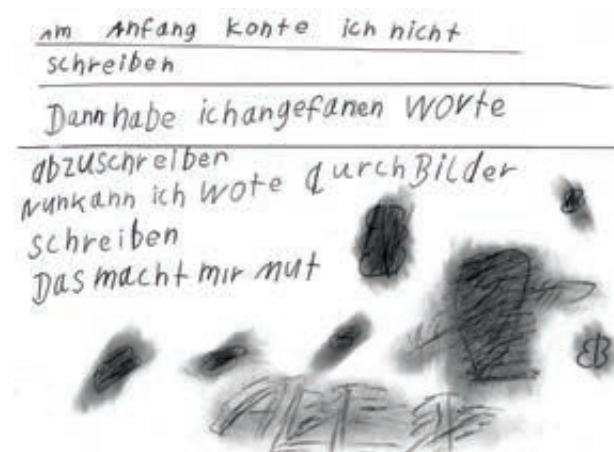 Am Anfang konte ich nicht
schreiben
Dann habe ichangefanen Worte
abzuschreiben
Nunkann ich Wote durchBilder
schreiben
Das macht mir mut
EB